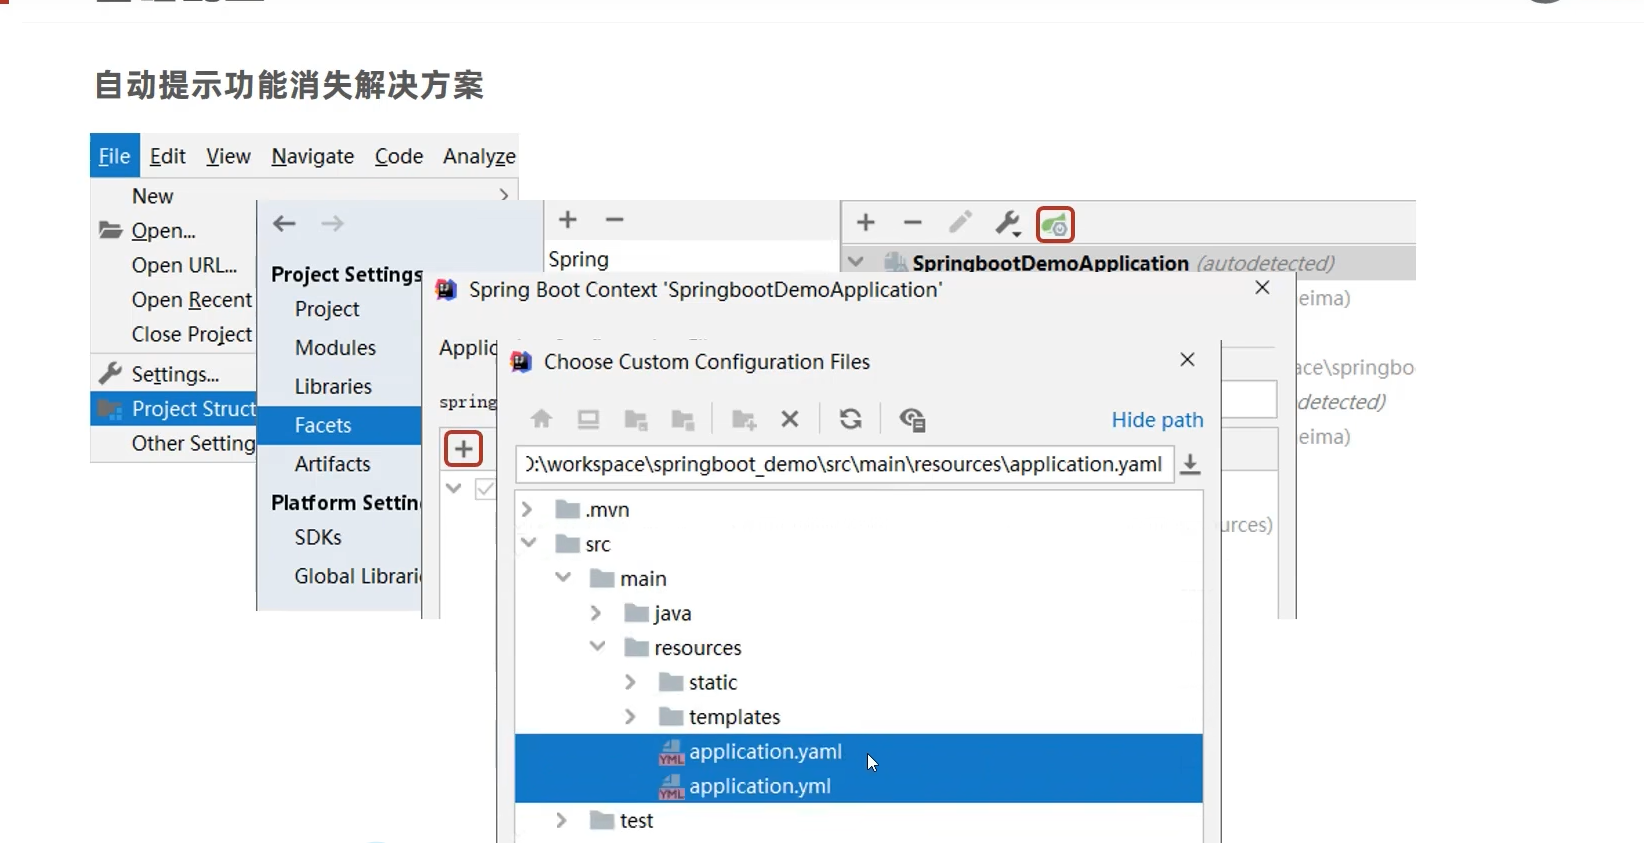 自动提示功能消失解决方案
File Edit View Navigate Code Analyze
New
Open...
Open URL...
Open Recent
Close Project
Settings...
Project Struct
Other Setting
Project Settings
Project
Modules
Libraries
Facets
Artifacts
Platform Settin
SDKs
Global Librari
Spring
SpringbootDemoApplication (autodetected)
eima)
ace\springbo
detected)
eima)
Spring Boot Context 'SpringbootDemoApplication'
Applic
spring
urces)
Choose Custom Configuration Files
Hide path
D:\workspace\springboot_demo\src\main\resources\application.yaml
.mvn
src
main
java
resources
static
templates
YML application.yaml
YML application.yml
test